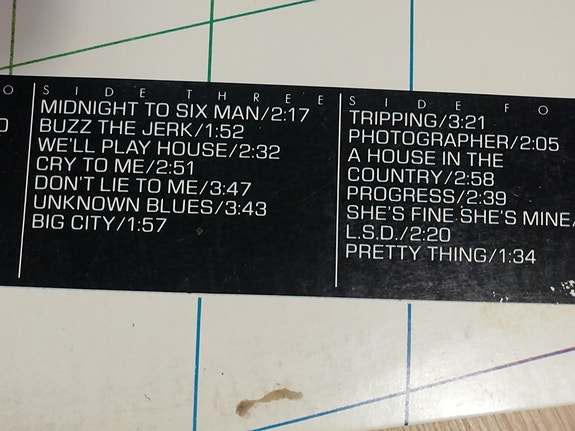 O
SIDE THREE
MIDNIGHT TO SIX MAN/2:17
BUZZ THE JERK/1:52
WE'LL PLAY HOUSE/2:32
CRY TO ME/2:51
DON'T LIE TO ME/3:47
UNKNOWN BLUES/3:43
BIG CITY/1:57
SIDE FO
TRIPPING/3:21
PHOTOGRAPHER/2:05
A HOUSE IN THE
COUNTRY/2:58
PROGRESS/2:39
SHE'S FINE SHE'S MINE/
L.S.D./2:20
PRETTY THING/1:34